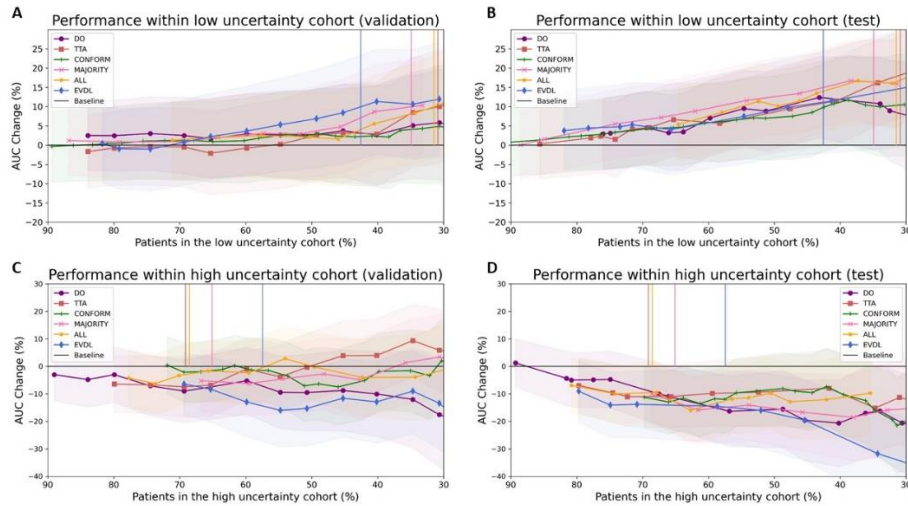 A
Performance within low uncertainty cohort (validation)
AUC Change (%)
25
20
15
10
5
0
−5
−10
−15
−20
DO
TTA
CONFORM
MAJORITY
ALL
EVDL
Baseline
90
80
70
60
50
40
30
Patients in the low uncertainty cohort (%)
B
Performance within low uncertainty cohort (test)
AUC Change (%)
25
20
15
10
5
0
−5
−10
−15
−20
DO
TTA
CONFORM
MAJORITY
ALL
EVDL
Baseline
90
80
70
60
50
40
30
Patients in the low uncertainty cohort (%)
C
Performance within high uncertainty cohort (validation)
AUC Change (%)
30
20
10
0
−10
−20
−30
−40
DO
TTA
CONFORM
MAJORITY
ALL
EVDL
Baseline
90
80
70
60
50
40
30
Patients in the high uncertainty cohort (%)
D
Performance within high uncertainty cohort (test)
AUC Change (%)
30
20
10
0
−10
−20
−30
−40
DO
TTA
CONFORM
MAJORITY
ALL
EVDL
Baseline
90
80
70
60
50
40
30
Patients in the high uncertainty cohort (%)